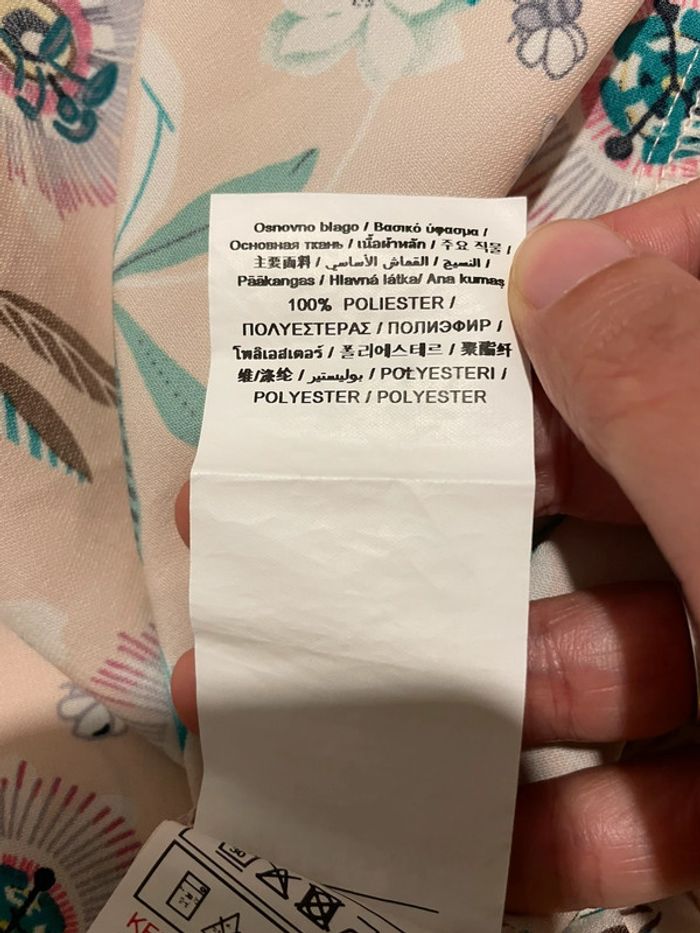 Osnovno blago / Βασικό ύφασμα /
Основная ткань / เนื้อผ้าหลัก / 주요 직물 /
主要面料 / النسيج / القماش الأساسي /
Pääkangas / Hlavná látka/ Ana kumaş
100% POLIESTER /
ΠΟΛΥΕΣΤΕΡΑΣ / ПОЛИЭФИР /
โพลีเอสเตอร์ / 폴리에스테르 / 聚酯纤
维/涤纶 / بوليستير / POLYESTERI /
POLYESTER / POLYESTER
30
KE